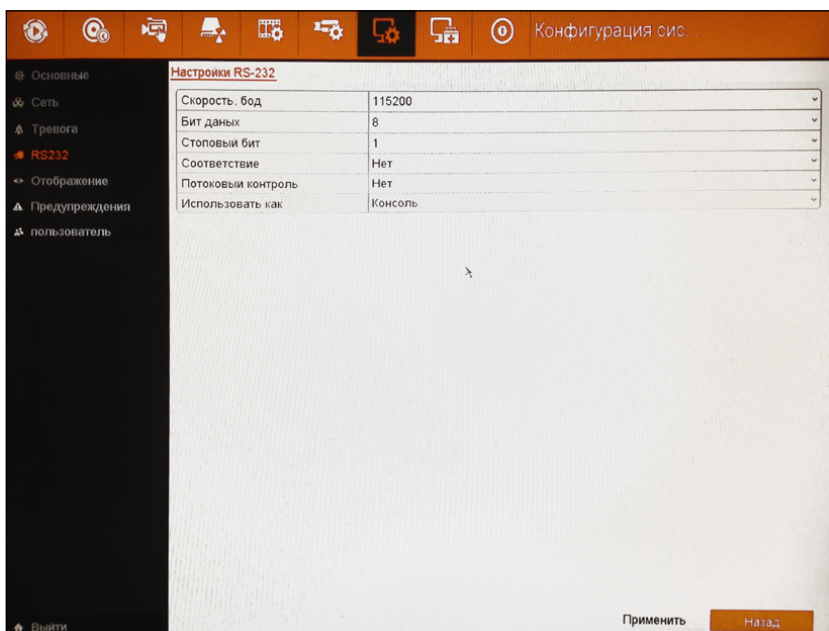 Конфигурация сис...
Основные
Сеть
Тревога
RS232
Отображение
Предупреждения
пользователь
Выйти
Настройки RS-232
Скорость. бод 115200
Бит даных 8
Стоповый бит 1
Соответствие Нет
Потоковый контроль Нет
Использовать как Консоль
Применить
Назад